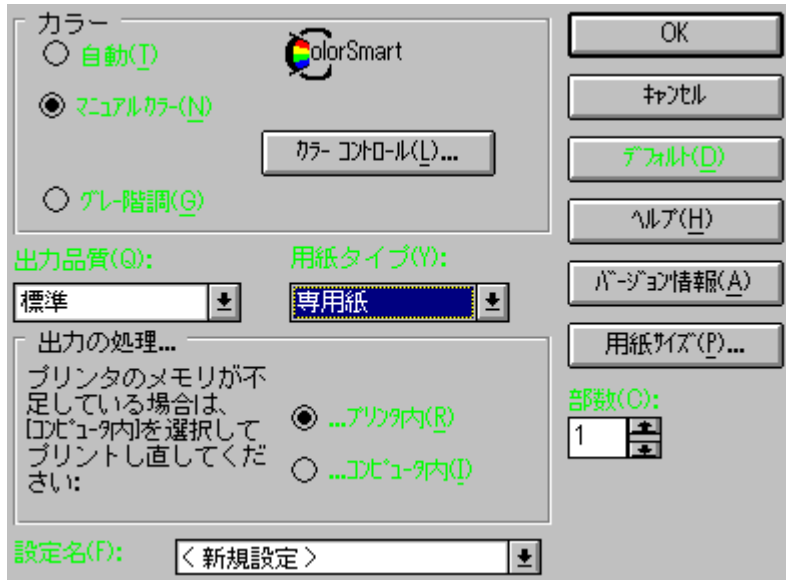 カラー
自動(T)
ColorSmart
マニュアルカラー(N)
カラー コントロール(L)...
グレー階調(G)
出力品質(Q):
用紙タイプ(Y):
標準
専用紙
出力の処理...
プリンタのメモリが不
足している場合は、
[コンピュータ内]を選択して
プリントし直してくだ
さい:
...プリンタ内(R)
...コンピュータ内(I)
設定名(F):
<新規設定>
OK
キャンセル
デフォルト(D)
ヘルプ(H)
バージョン情報(A)
用紙サイズ(P)...
部数(C):
1